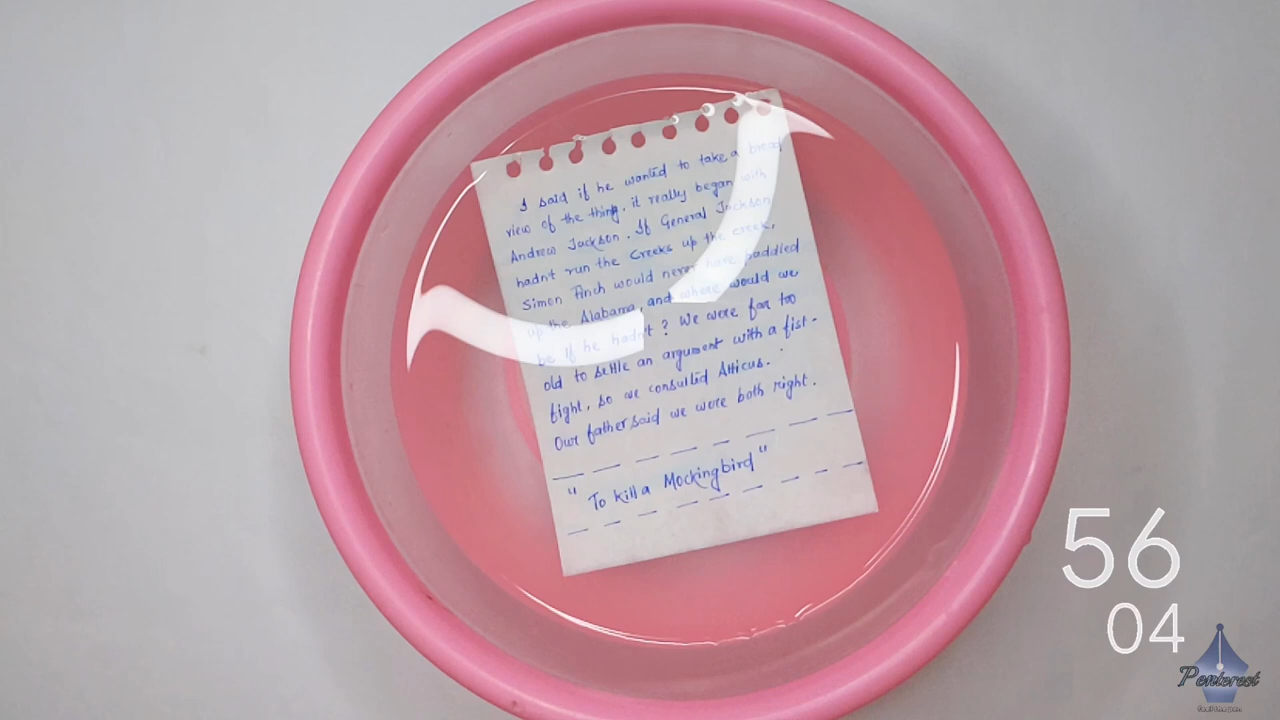 I said if he wanted to take a broad
view of the thing, it really began with
Andrew Jackson. If General Jackson
hadn't run the Creeks up the creek,
Simon Finch would never have paddled
up the Alabama, and where would we
be if he hadn't? We were far too
old to settle an argument with a fist-
fight, so we consulted Atticus.
Our father said we were both right.
"To kill a Mockingbird"
56
04
Penterest